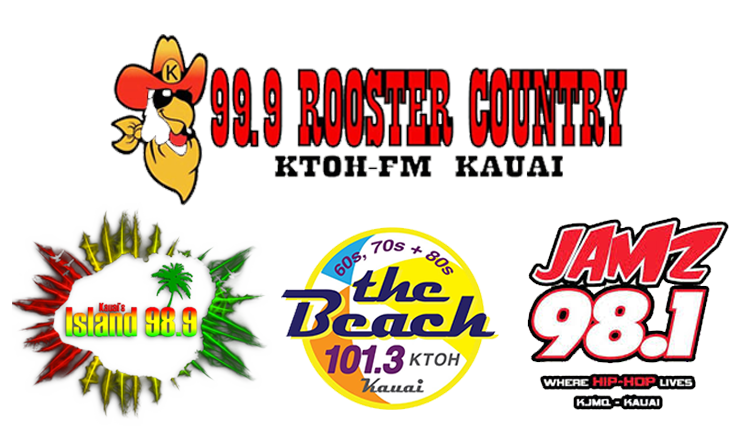 K
99.9 ROOSTER COUNTRY
KTOH-FM KAUAI
Kauai's
Island 98.9
60s, 70s + 80s
the
Beach
101.3 KTOH
Kauai
JAMZ
98.1
WHERE HIP-HOP LIVES
KJMQ - KAUAI